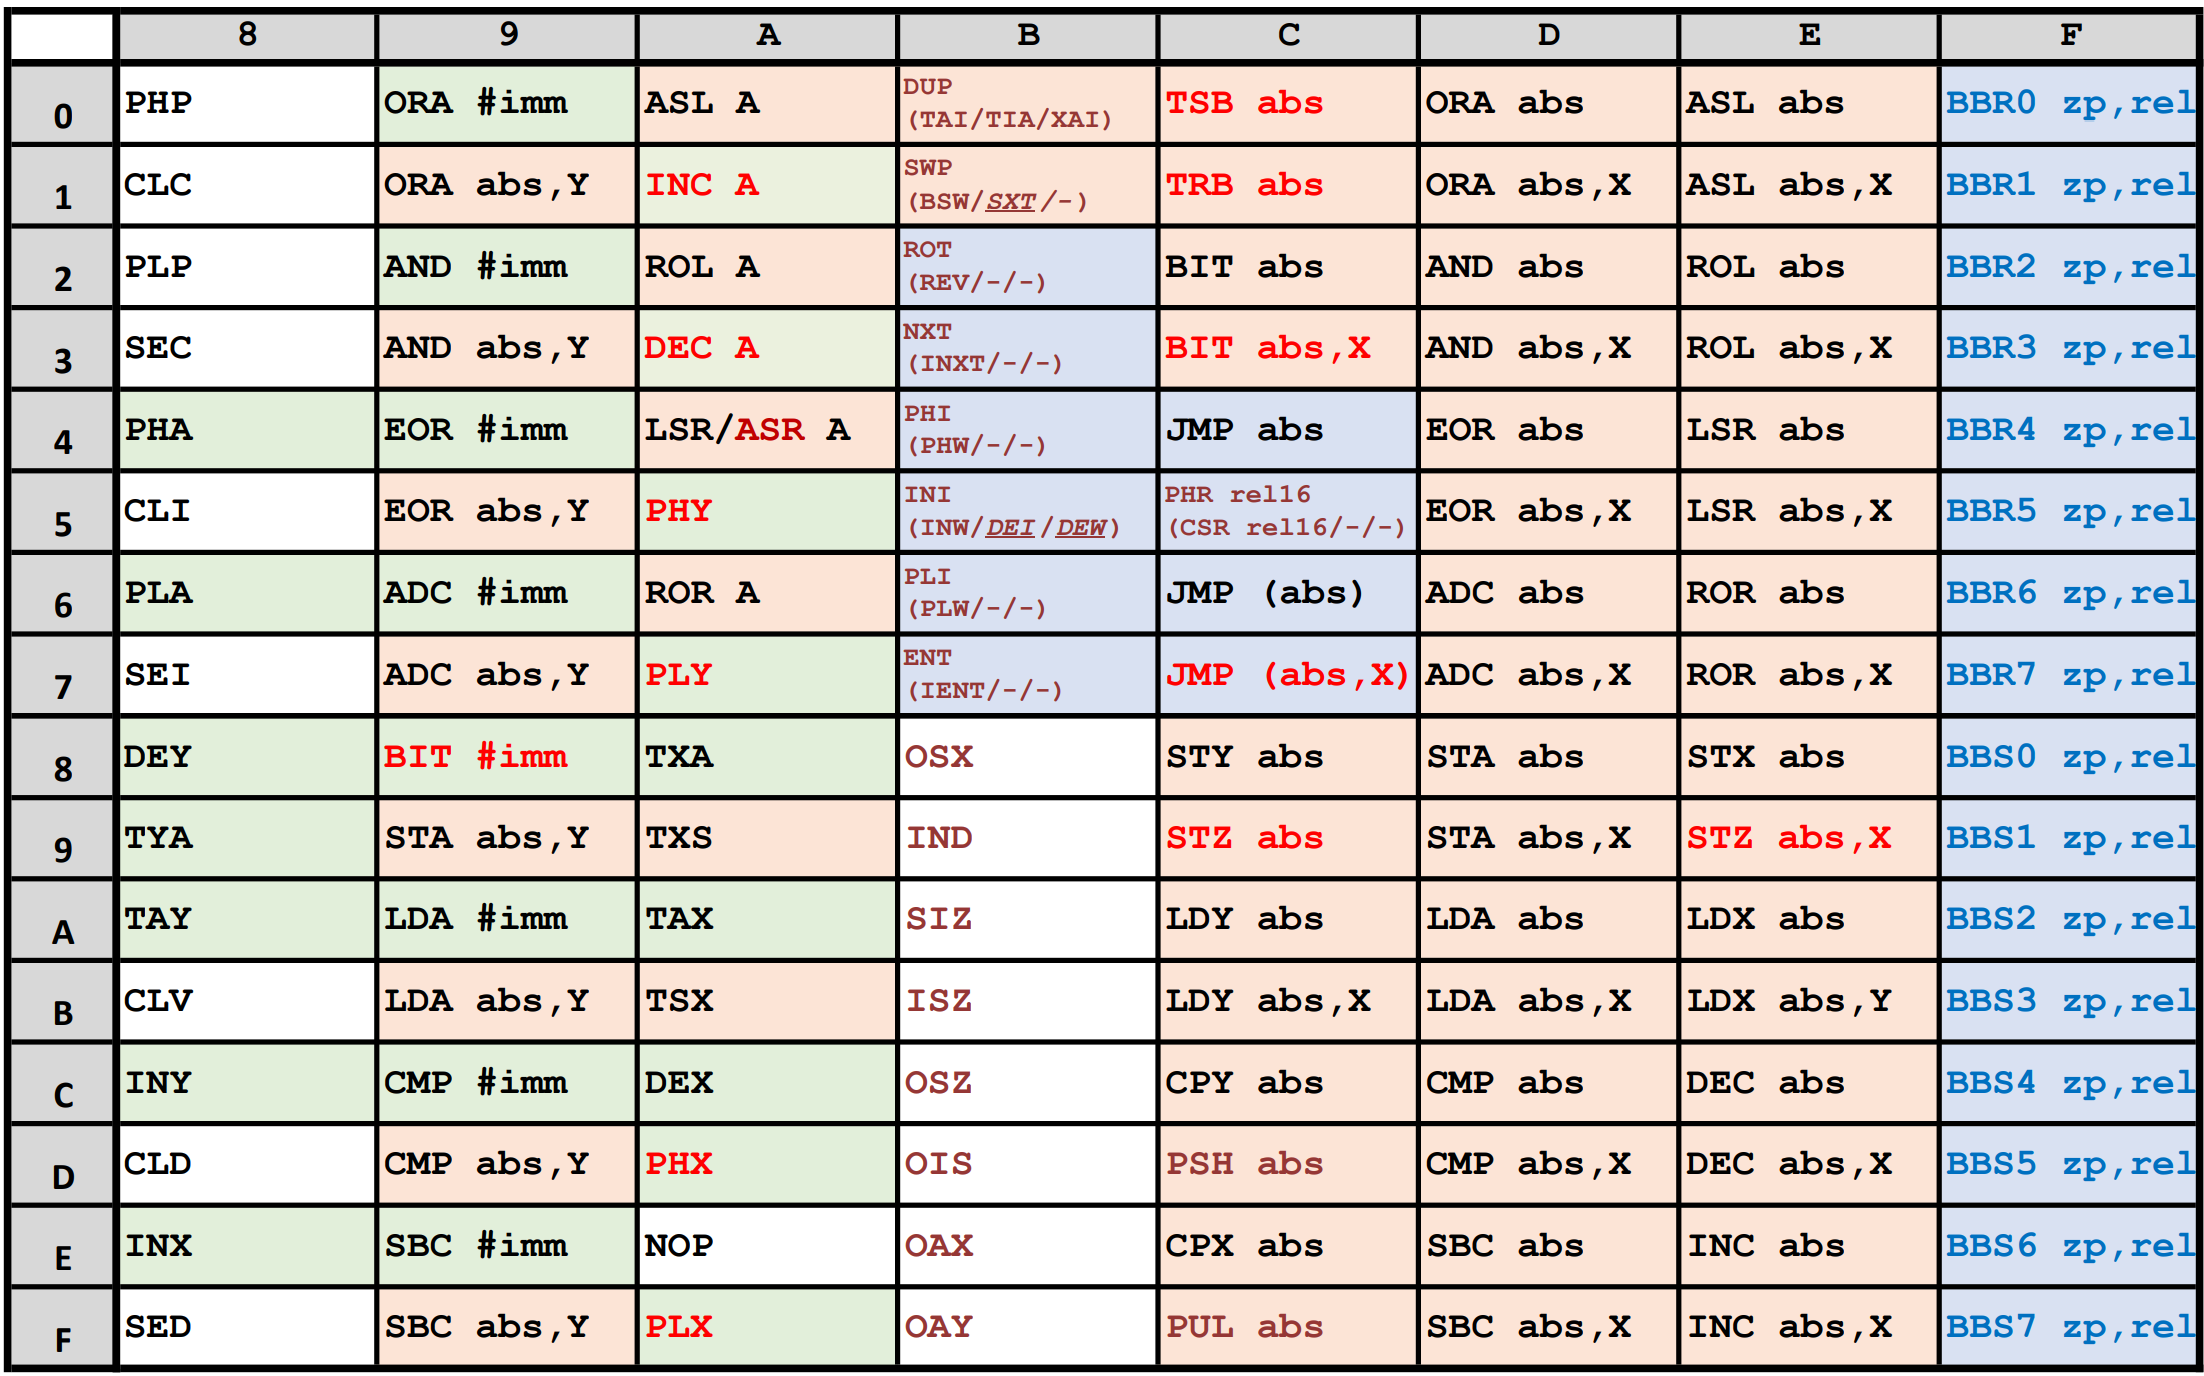 8 9 A B C D E F
0 PHP ORA #imm ASL A DUP (TAI/TIA/XAI) TSB abs ORA abs ASL abs BBR0 zp,rel
1 CLC ORA abs,Y INC A SWP (BSW/SXT/-) TRB abs ORA abs,X ASL abs,X BBR1 zp,rel
2 PLP AND #imm ROL A ROT (REV/-/-) BIT abs AND abs ROL abs BBR2 zp,rel
3 SEC AND abs,Y DEC A NXT (INXT/-/-) BIT abs,X AND abs,X ROL abs,X BBR3 zp,rel
4 PHA EOR #imm LSR/ASR A PHI (PHW/-/-) JMP abs EOR abs LSR abs BBR4 zp,rel
5 CLI EOR abs,Y PHY INI (INW/DEI/DEW) PHR rel16 (CSR rel16/-/-) EOR abs,X LSR abs,X BBR5 zp,rel
6 PLA ADC #imm ROR A PLI (PLW/-/-) JMP (abs) ADC abs ROR abs BBR6 zp,rel
7 SEI ADC abs,Y PLY ENT (IENT/-/-) JMP (abs,X) ADC abs,X ROR abs,X BBR7 zp,rel
8 DEY BIT #imm TXA OSX STY abs STA abs STX abs BBS0 zp,rel
9 TYA STA abs,Y TXS IND STZ abs STA abs,X STZ abs,X BBS1 zp,rel
A TAY LDA #imm TAX SIZ LDY abs LDA abs LDX abs BBS2 zp,rel
B CLV LDA abs,Y TSX ISZ LDY abs,X LDA abs,X LDX abs,Y BBS3 zp,rel
C INY CMP #imm DEX OSZ CPY abs CMP abs DEC abs BBS4 zp,rel
D CLD CMP abs,Y PHX OIS PSH abs CMP abs,X DEC abs,X BBS5 zp,rel
E INX SBC #imm NOP OAX CPX abs SBC abs INC abs BBS6 zp,rel
F SED SBC abs,Y PLX OAY PUL abs SBC abs,X INC abs,X BBS7 zp,rel